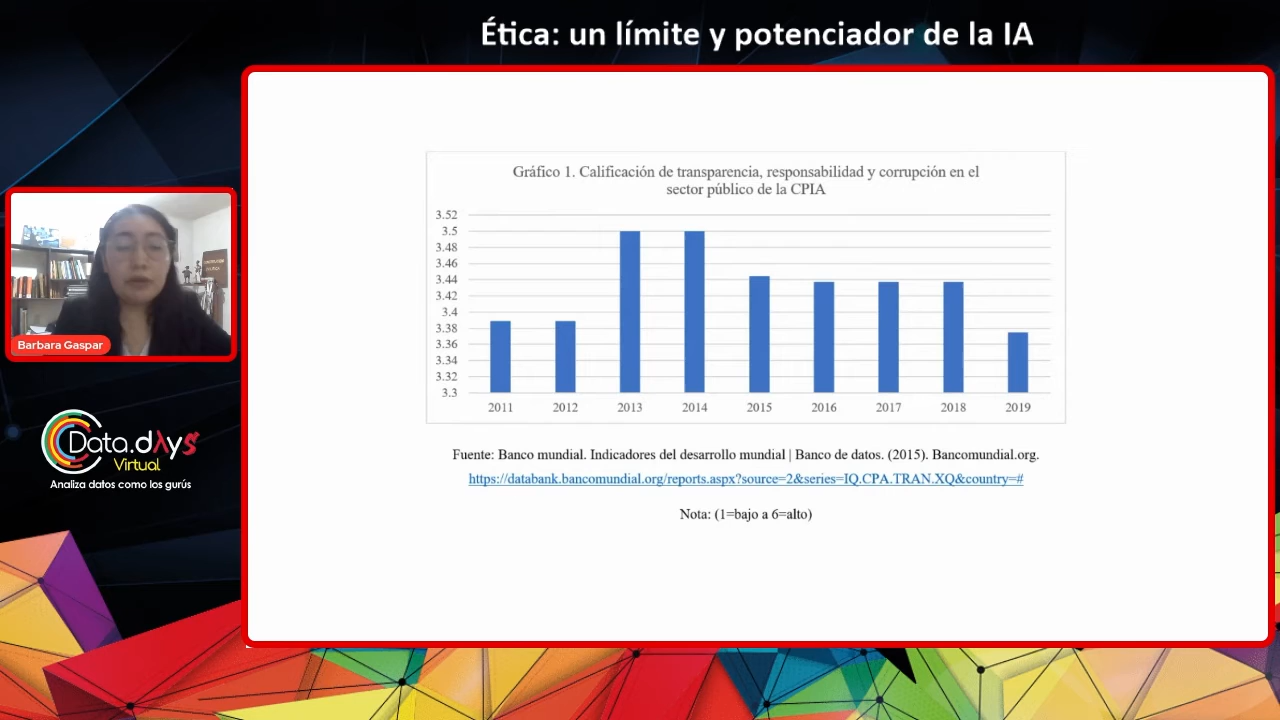 Ética: un límite y potenciador de la IA
Gráfico 1. Calificación de transparencia, responsabilidad y corrupción en el
sector público de la CPIA
3.52
3.5
3.48
3.46
3.44
3.42
3.4
3.38
3.36
3.34
3.32
3.3
2011 2012 2013 2014 2015 2016 2017 2018 2019
Fuente: Banco mundial. Indicadores del desarrollo mundial | Banco de datos. (2015). Bancomundial.org.
https://databank.bancomundial.org/reports.aspx?source=2&series=IQ.CPA.TRAN.XQ&country=#
Nota: (1=bajo a 6=alto)
Barbara Gaspar
Data.dAys
Virtual
Analiza datos como los gurús